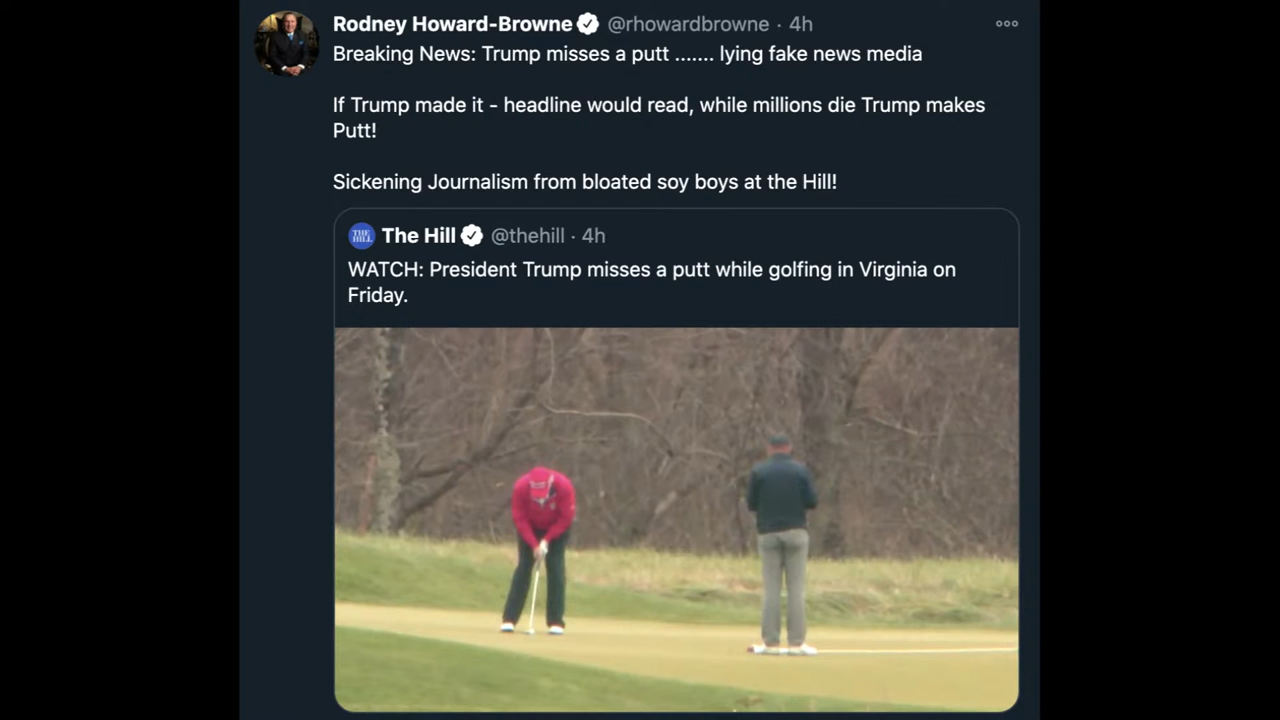 Rodney Howard-Browne @rhowardbrowne · 4h
Breaking News: Trump misses a putt ....... lying fake news media
If Trump made it - headline would read, while millions die Trump makes
Putt!
Sickening Journalism from bloated soy boys at the Hill!
THE HILL
The Hill @thehill · 4h
WATCH: President Trump misses a putt while golfing in Virginia on
Friday.